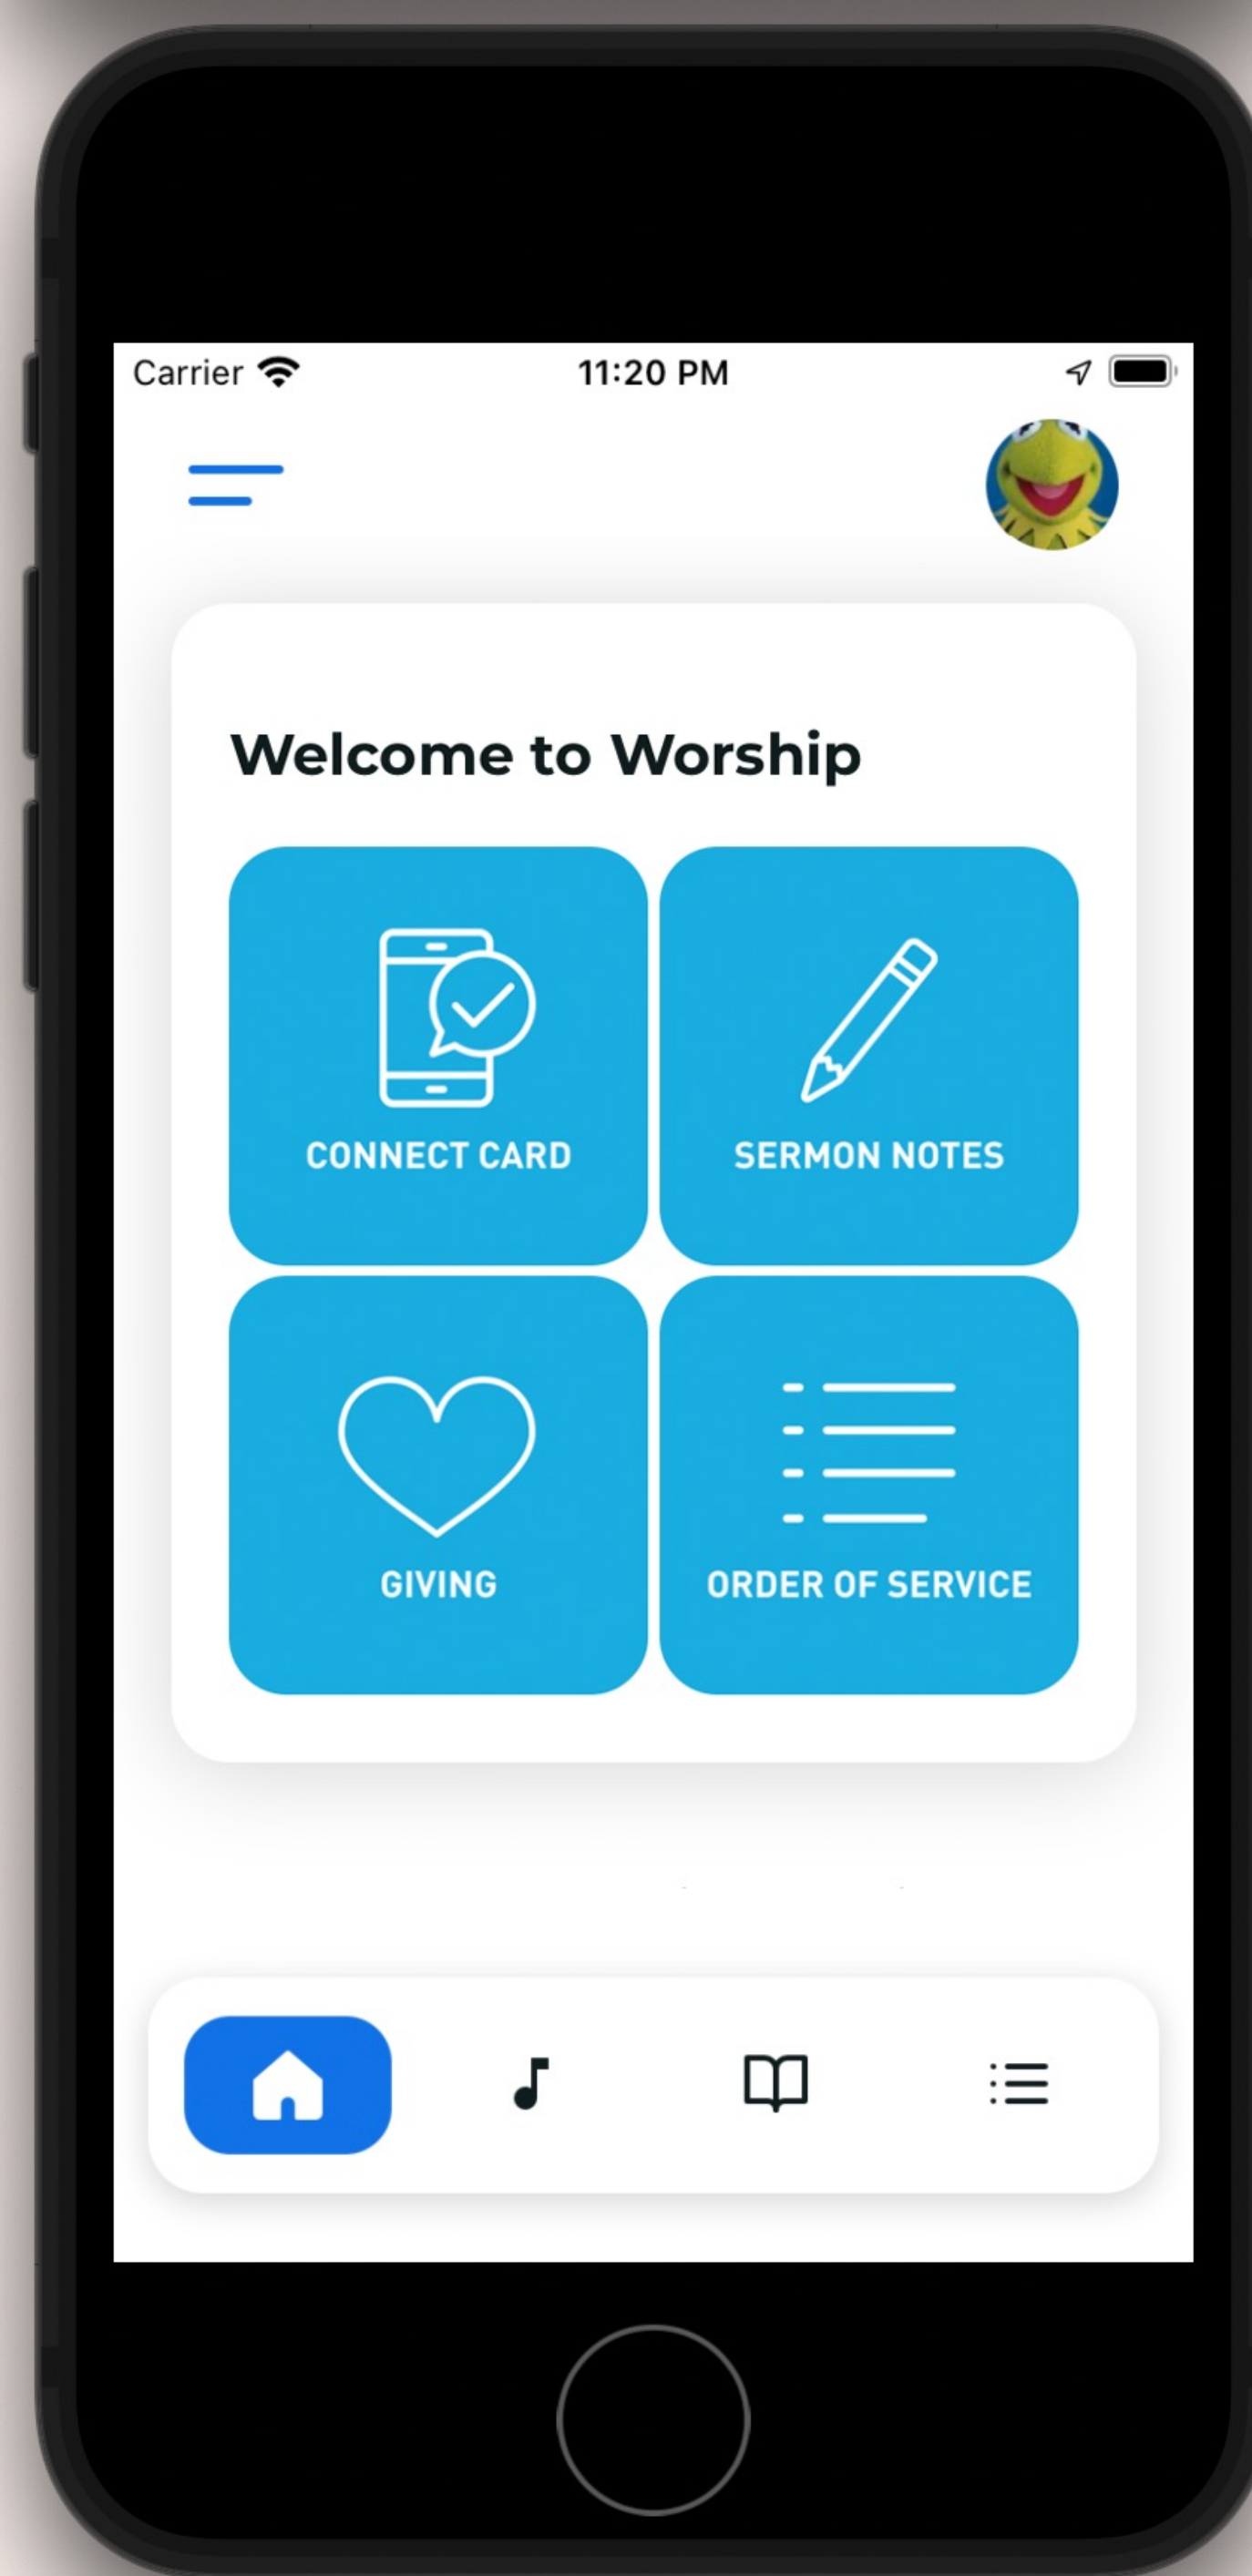 Carrier
11:20 PM
Welcome to Worship
CONNECT CARD
SERMON NOTES
GIVING
ORDER OF SERVICE